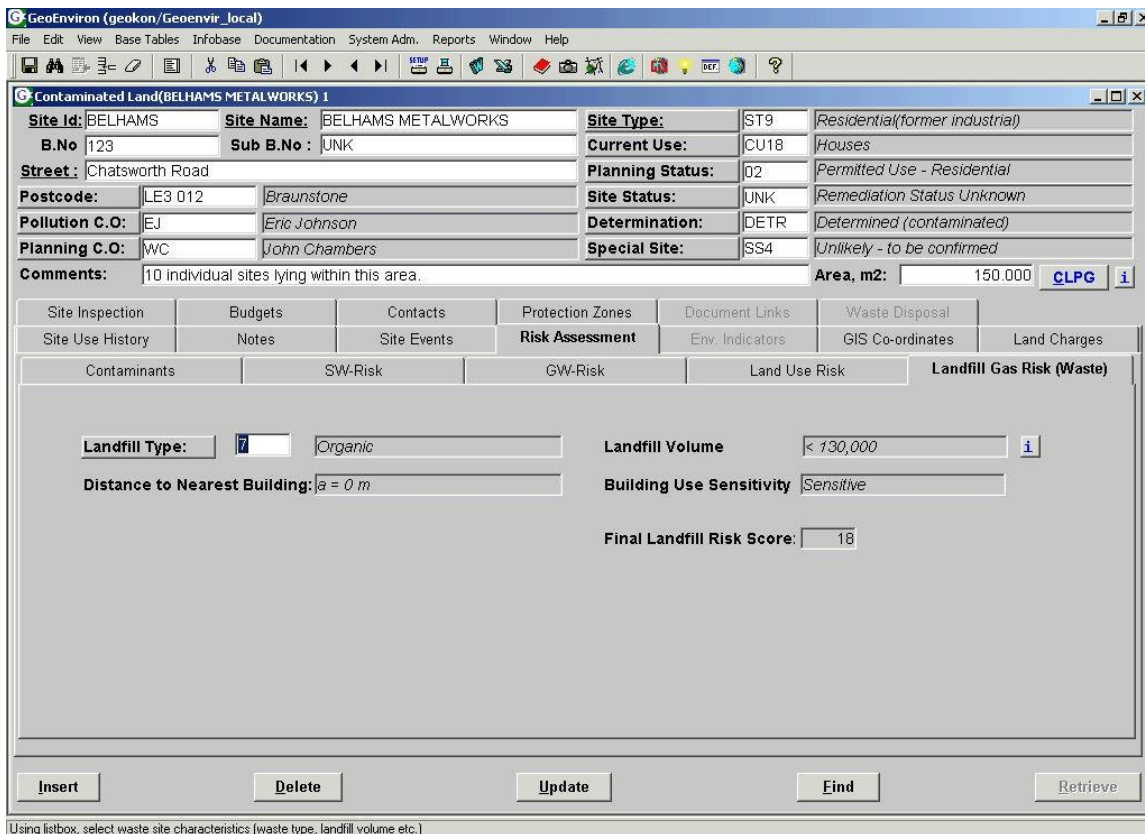 GeoEnviron (geokon/Geoenvir_local)
File Edit View Base Tables Infobase Documentation System Adm. Reports Window Help
SETUP DEF.
Contaminated Land(BELHAMS METALWORKS) 1
Site Id: BELHAMS Site Name: BELHAMS METALWORKS Site Type: ST9 Residential(former industrial)
B.No 123 Sub B.No : UNK Current Use: CU18 Houses
Street : Chatsworth Road Planning Status: 02 Permitted Use - Residential
Postcode: LE3 012 Braunstone Site Status: UNK Remediation Status Unknown
Pollution C.O: EJ Eric Johnson Determination: DETR Determined (contaminated)
Planning C.O: WC John Chambers Special Site: SS4 Unlikely - to be confirmed
Comments: 10 individual sites lying within this area. Area, m2: 150.000 CLPG i
Site Inspection Budgets Contacts Protection Zones Document Links Waste Disposal
Site Use History Notes Site Events Risk Assessment Env. Indicators GIS Co-ordinates Land Charges
Contaminants SW-Risk GW-Risk Land Use Risk Landfill Gas Risk (Waste)
Landfill Type: 7 Organic Landfill Volume < 130,000 i
Distance to Nearest Building: a = 0 m Building Use Sensitivity Sensitive
Final Landfill Risk Score: 18
Insert Delete Update Find Retrieve
Using listbox, select waste site characteristics (waste type, landfill volume etc.)